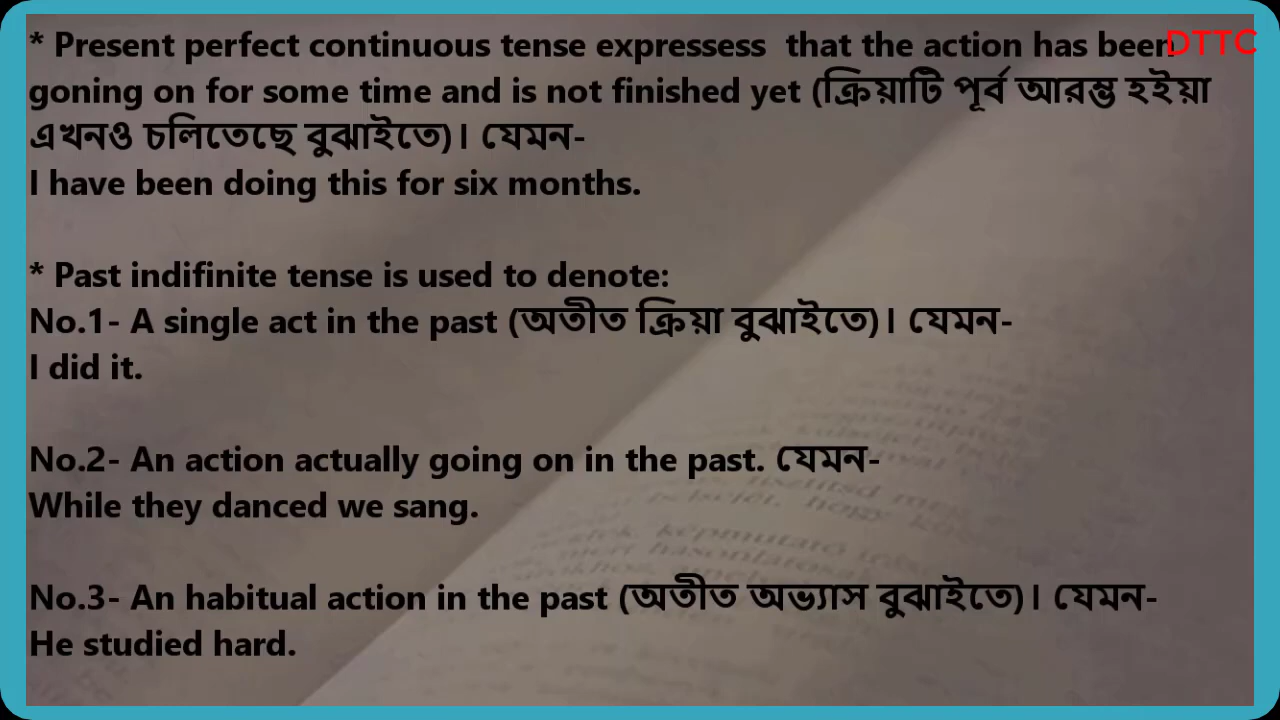 * Present perfect continuous tense expressess that the action has been
DTTC
goning on for some time and is not finished yet (ক্রিয়াটি পূর্ব আরম্ভ হইয়া
এখনও চলিতেছে বুঝাইতে)। যেমন-
I have been doing this for six months.
* Past indifinite tense is used to denote:
No.1- A single act in the past (অতীত ক্রিয়া বুঝাইতে)। যেমন-
I did it.
No.2- An action actually going on in the past. যেমন-
While they danced we sang.
No.3- An habitual action in the past (অতীত অভ্যাস বুঝাইতে)। যেমন-
He studied hard.